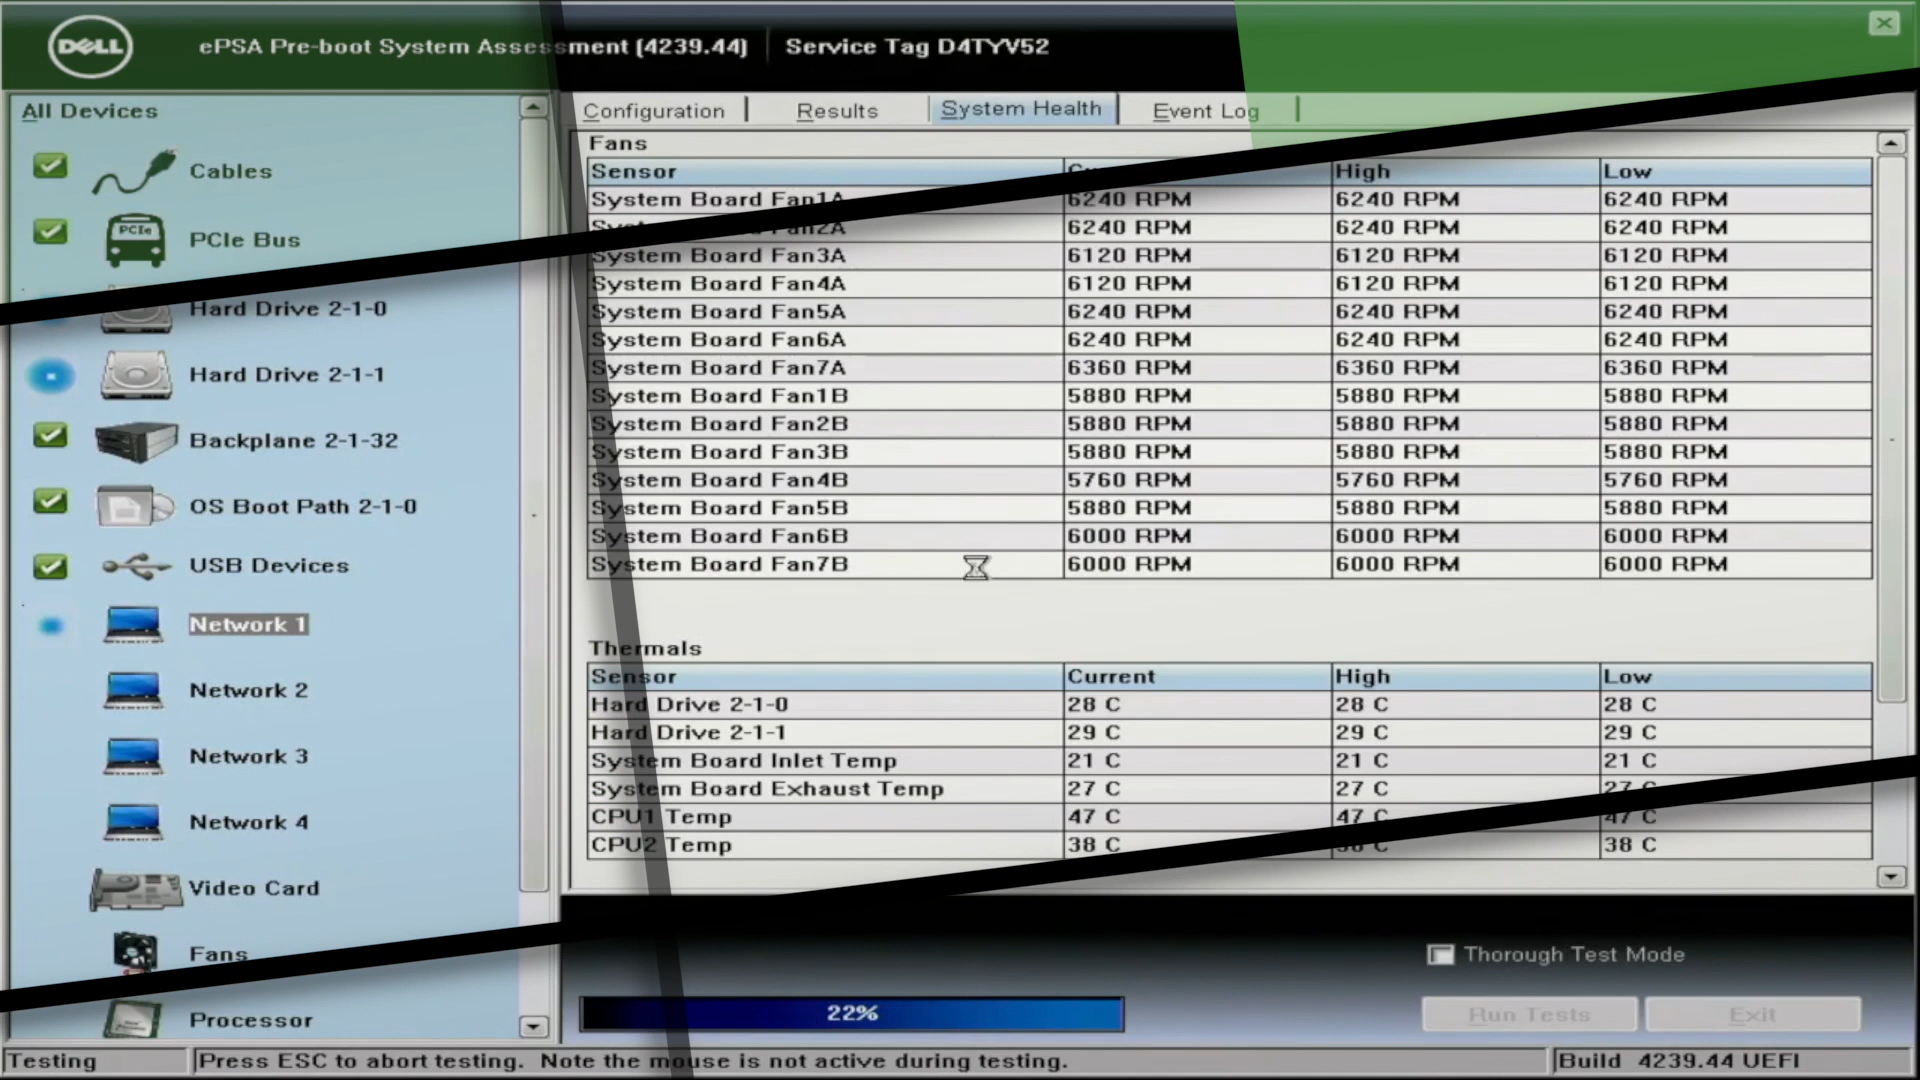 DELL
ePSA Pre-boot System Assessment (4239.44)
Service Tag D4TYV52
All Devices
Cables
PCIe
PCIe Bus
Hard Drive 2-1-0
Hard Drive 2-1-1
Backplane 2-1-32
OS Boot Path 2-1-0
USB Devices
Network 1
Network 2
Network 3
Network 4
Video Card
Fans
Processor
Configuration
Results
System Health
Event Log
Fans
Sensor High Low
System Board Fan1A 6240 RPM 6240 RPM 6240 RPM
Fan2A 6240 RPM 6240 RPM 6240 RPM
System Board Fan3A 6120 RPM 6120 RPM 6120 RPM
System Board Fan4A 6120 RPM 6120 RPM 6120 RPM
System Board Fan5A 6240 RPM 6240 RPM 6240 RPM
System Board Fan6A 6240 RPM 6240 RPM 6240 RPM
System Board Fan7A 6360 RPM 6360 RPM 6360 RPM
System Board Fan1B 5880 RPM 5880 RPM 5880 RPM
System Board Fan2B 5880 RPM 5880 RPM 5880 RPM
System Board Fan3B 5880 RPM 5880 RPM 5880 RPM
System Board Fan4B 5760 RPM 5760 RPM 5760 RPM
System Board Fan5B 5880 RPM 5880 RPM 5880 RPM
System Board Fan6B 6000 RPM 6000 RPM 6000 RPM
System Board Fan7B 6000 RPM 6000 RPM 6000 RPM
Thermals
Sensor Current High Low
Hard Drive 2-1-0 28 C 28 C 28 C
Hard Drive 2-1-1 29 C 29 C 29 C
System Board Inlet Temp 21 C 21 C 21 C
System Board Exhaust Temp 27 C 27 C 27 C
CPU1 Temp 47 C 47 C 47 C
CPU2 Temp 38 C 38 C 38 C
Thorough Test Mode
22%
Run Tests
Exit
Testing
Press ESC to abort testing. Note the mouse is not active during testing.
Build 4239.44 UEFI